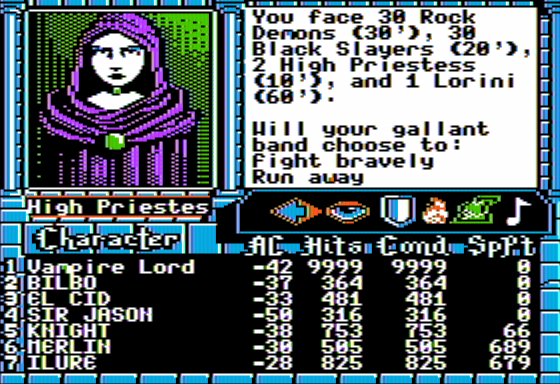 You face 30 Rock
Demons (30'), 30
Black Slayers (20'),
2 High Priestess
(10'), and 1 Lorini
(60').
Will your gallant
band choose to:
fight bravely
Run away
High Priestes
Character AC Hits Cond SpPt
1 Vampire Lord -42 9999 9999 0
2 BILBO -37 364 364 0
3 EL CID -33 481 481 0
4 SIR JASON -50 316 316 0
5 KNIGHT -38 753 753 66
6 MERLIN -30 505 505 689
7 ILURE -28 825 825 679